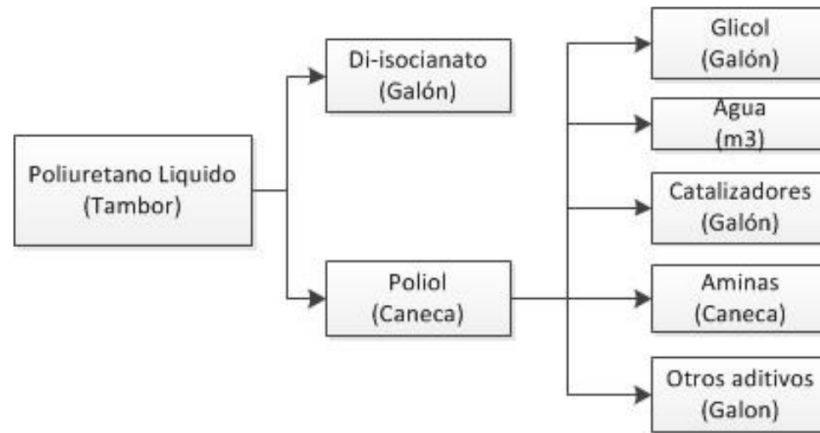 Poliuretano Liquido
(Tambor)
Di-isocianato
(Galón)
Poliol
(Caneca)
Glicol
(Galón)
Agua
(m3)
Catalizadores
(Galón)
Aminas
(Caneca)
Otros aditivos
(Galon)